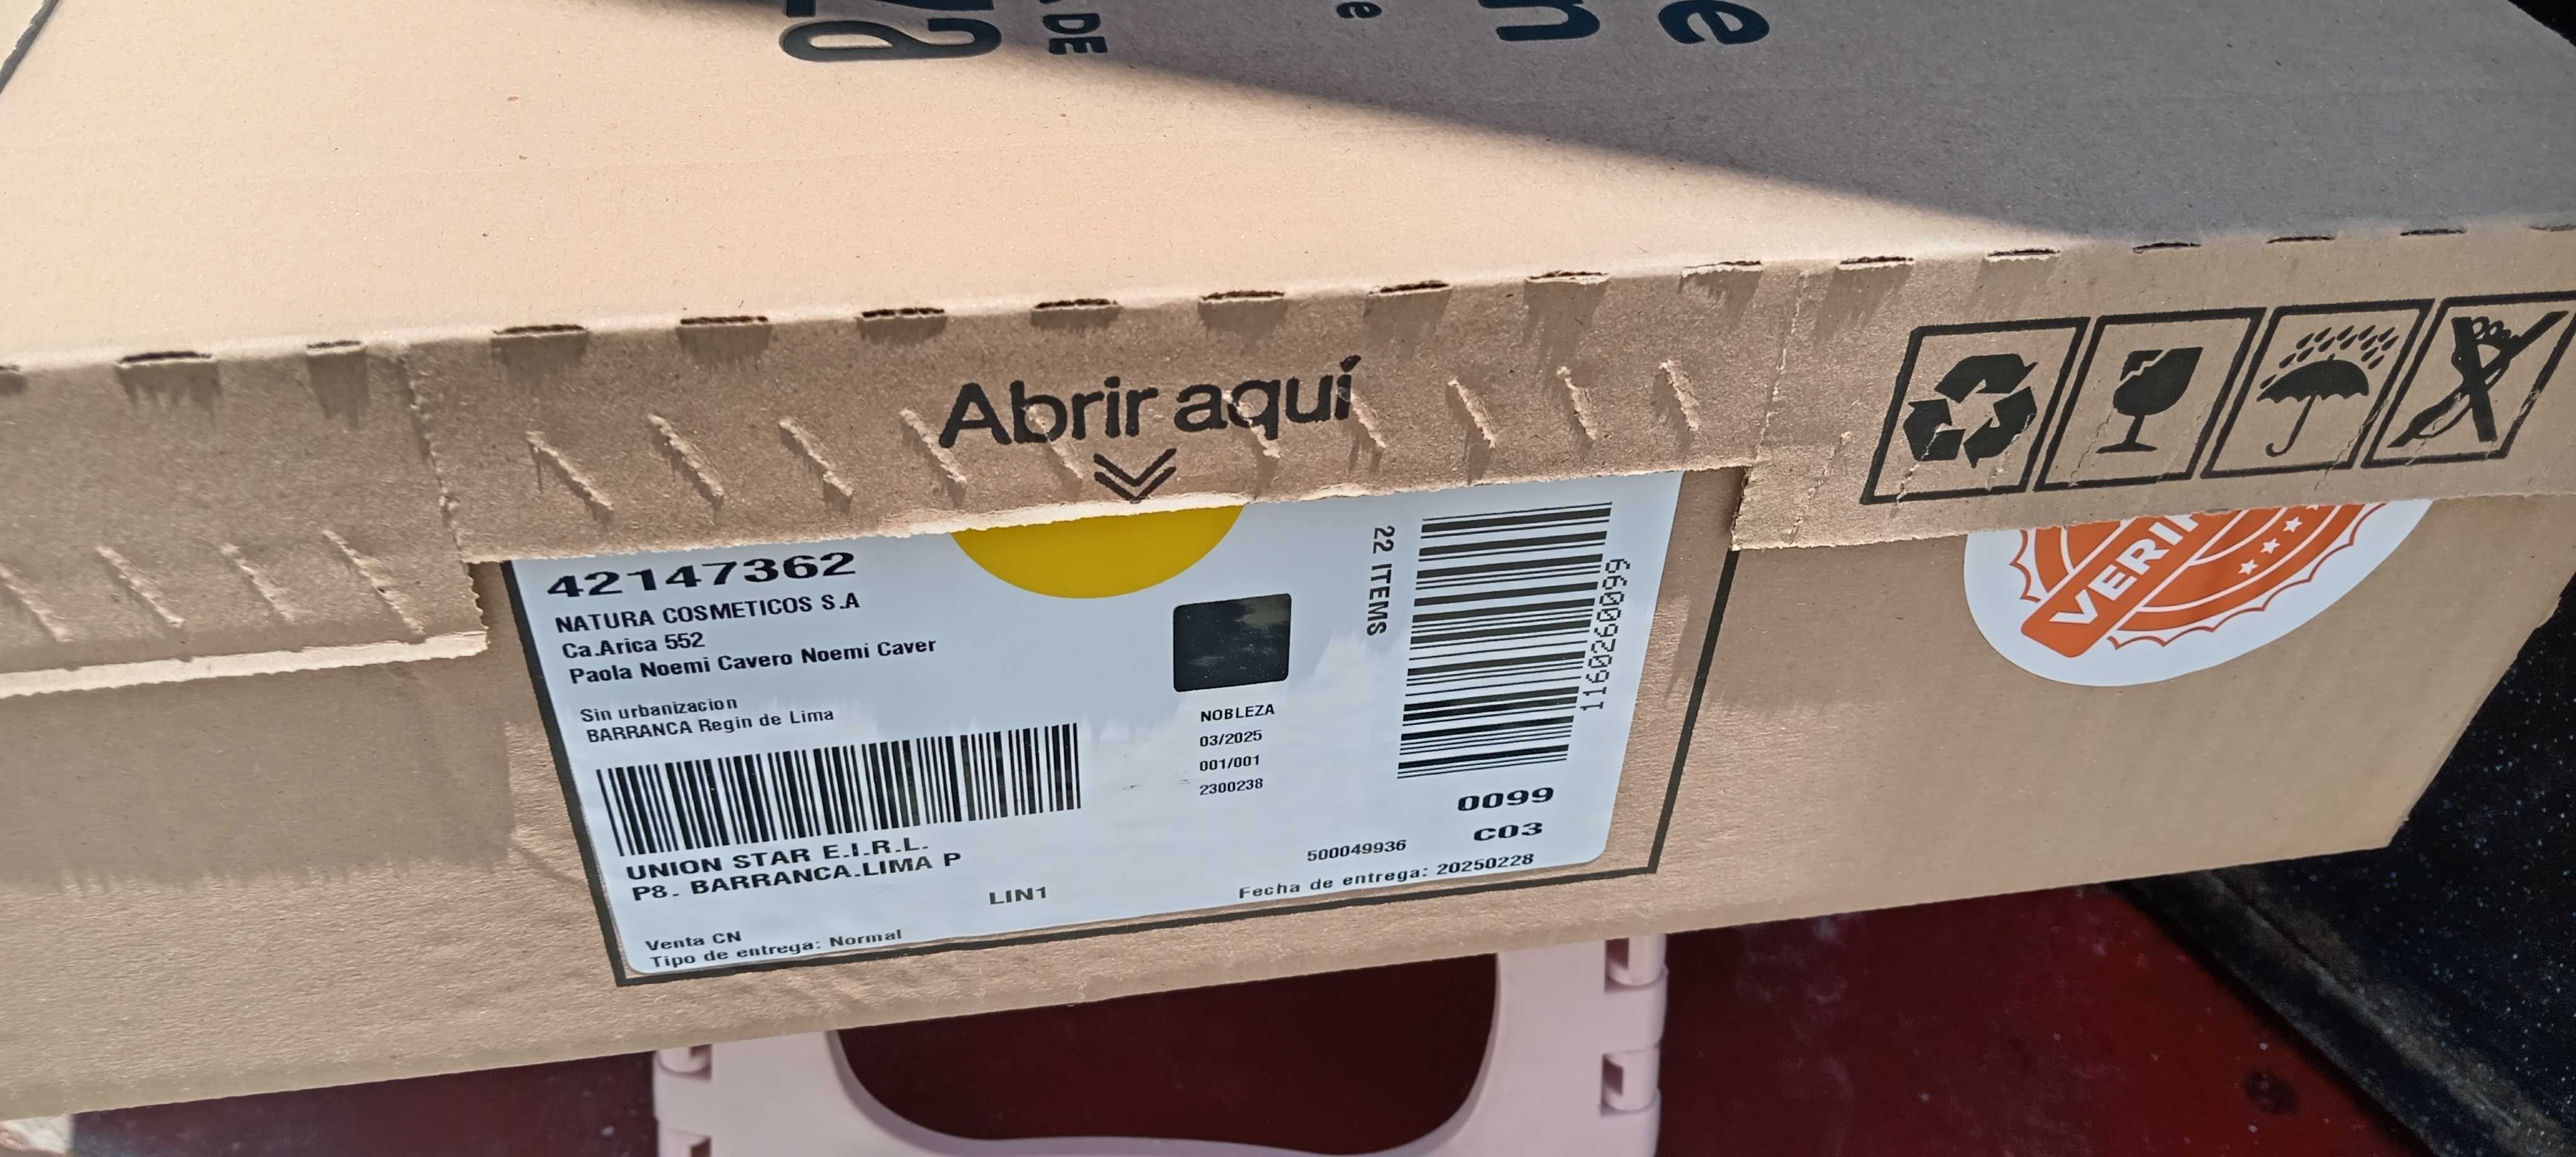 DE
e
n
e
Abrir aquí
42147362
NATURA COSMETICOS S.A
Ca.Arica 552
Paola Noemi Cavero Noemi Caver
Sin urbanizacion
BARRANCA Regin de Lima
UNION STAR E.I.R.L.
P8. BARRANCA.LIMA P
LIN1
Venta CN
Tipo de entrega: Normal
NOBLEZA
03/2025
001/001
2300238
22 ITEMS
1160260099
0099
C03
500049936
Fecha de entrega: 20250228